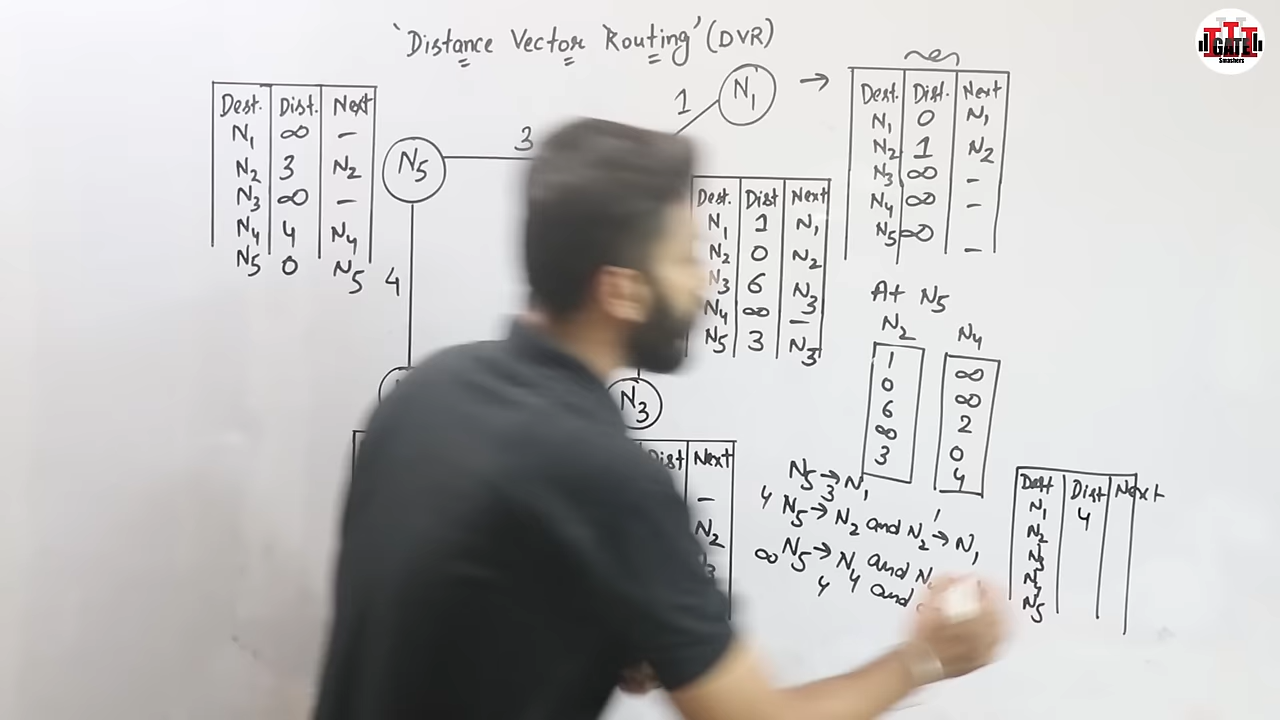 'Distance Vector Routing' (DVR)
GATE
Smashers
Dest. Dist. Next
N1 ∞ -
N2 3 N2
N3 ∞ -
N4 4 N4
N5 0 N5
N5
3
4
1
N1 →
Dest. Dist. Next
N1 0 N1
N2 1 N2
N3 ∞ -
N4 ∞ -
N5 ∞ -
Dest. Dist Next
N1 1 N1
N2 0 N2
N3 6 N3
N4 ∞ -
N5 3 N3
N3
Dist Next
-
N2
At N5
N2 N4
1 ∞
0 ∞
6 2
∞ 0
3 4
N5 → N1
3 1
4 N5 → N2 and N2 → N1
∞ N5 → N4 and N
4 and
Dest Dist Next
N1 4
N2
N3
N4
N5